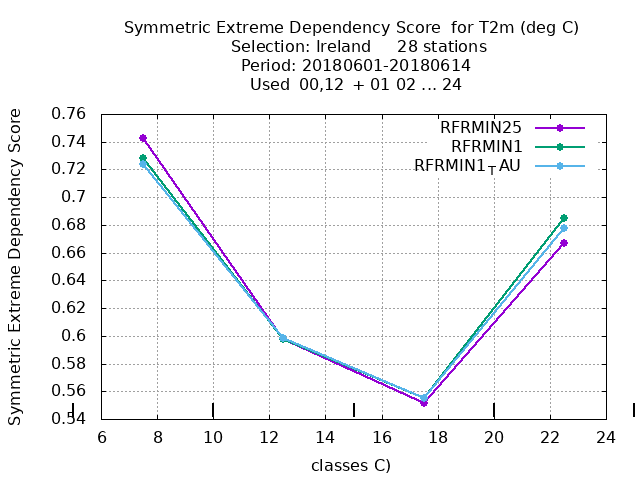 Symmetric Extreme Dependency Score  for T2m (deg C)
Selection: Ireland     28 stations
Period: 20180601-20180614
Used  00,12  + 01 02 ... 24
Symmetric Extreme Dependency Score
0.76
0.74
0.72
0.7
0.68
0.66
0.64
0.62
0.6
0.58
0.56
0.54
RFRMIN25
RFRMIN1
RFRMIN1TAU
6 8 10 12 14 16 18 20 22 24
classes C)